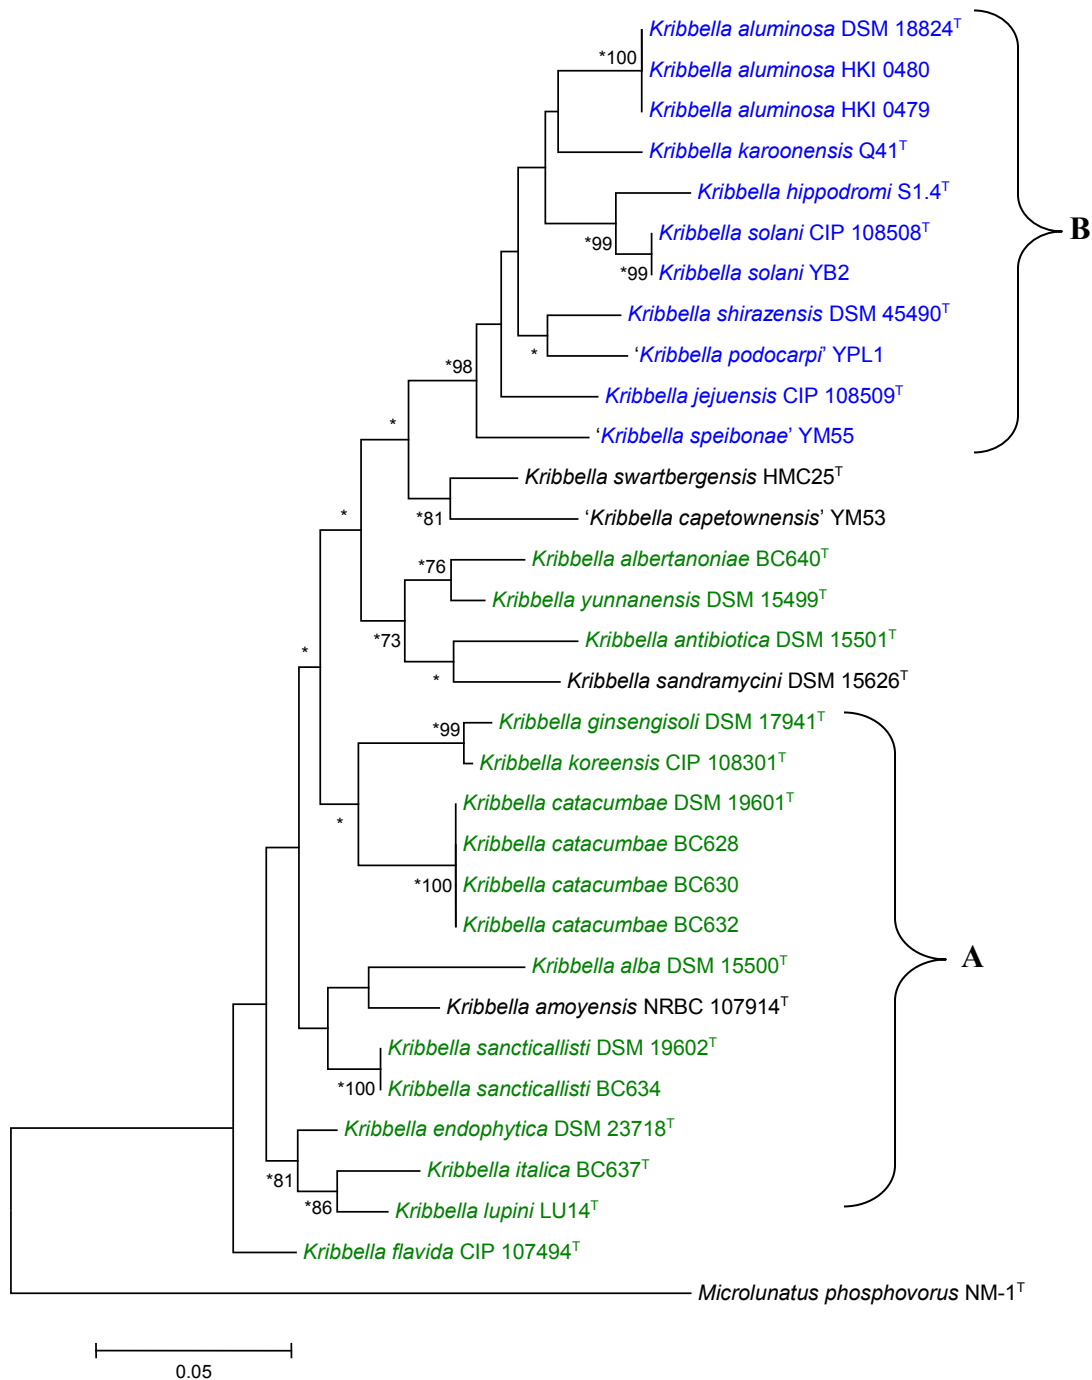 Kribbella aluminosa DSM 18824T
*100
Kribbella aluminosa HKI 0480
Kribbella aluminosa HKI 0479
Kribbella karoonensis Q41T
Kribbella hippodromi S1.4T
B
Kribbella solani CIP 108508T
*99
Kribbella solani YB2
*99
Kribbella shirazensis DSM 45490T
*
‘Kribbella podocarpi’ YPL1
*98
Kribbella jejuensis CIP 108509T
*
‘Kribbella speibonae’ YM55
Kribbella swartbergensis HMC25T
*
*81
‘Kribbella capetownensis’ YM53
Kribbella albertanoniae BC640T
*76
Kribbella yunnanensis DSM 15499T
*73
Kribbella antibiotica DSM 15501T
*
*
Kribbella sandramycini DSM 15626T
Kribbella ginsengisoli DSM 17941T
*99
Kribbella koreensis CIP 108301T
Kribbella catacumbae DSM 19601T
*
Kribbella catacumbae BC628
Kribbella catacumbae BC630
*100
Kribbella catacumbae BC632
A
Kribbella alba DSM 15500T
Kribbella amoyensis NRBC 107914T
Kribbella sancticallisti DSM 19602T
*100
Kribbella sancticallisti BC634
Kribbella endophytica DSM 23718T
*81
Kribbella italica BC637T
*86
Kribbella lupini LU14T
Kribbella flavida CIP 107494T
Microlunatus phosphovorus NM-1T
0.05